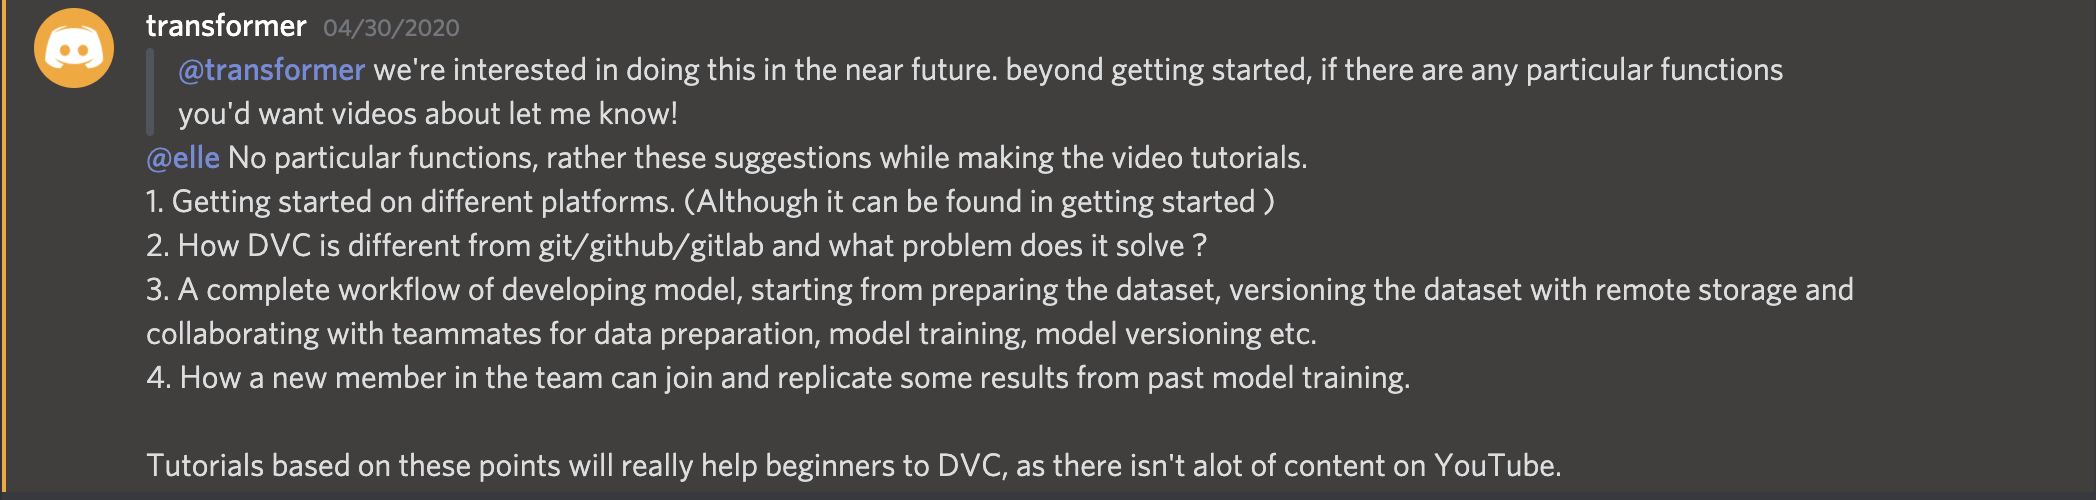 transformer 04/30/2020
@transformer we're interested in doing this in the near future. beyond getting started, if there are any particular functions
you'd want videos about let me know!
@elle No particular functions, rather these suggestions while making the video tutorials.
1. Getting started on different platforms. (Although it can be found in getting started )
2. How DVC is different from git/github/gitlab and what problem does it solve ?
3. A complete workflow of developing model, starting from preparing the dataset, versioning the dataset with remote storage and
collaborating with teammates for data preparation, model training, model versioning etc.
4. How a new member in the team can join and replicate some results from past model training.
Tutorials based on these points will really help beginners to DVC, as there isn't alot of content on YouTube.